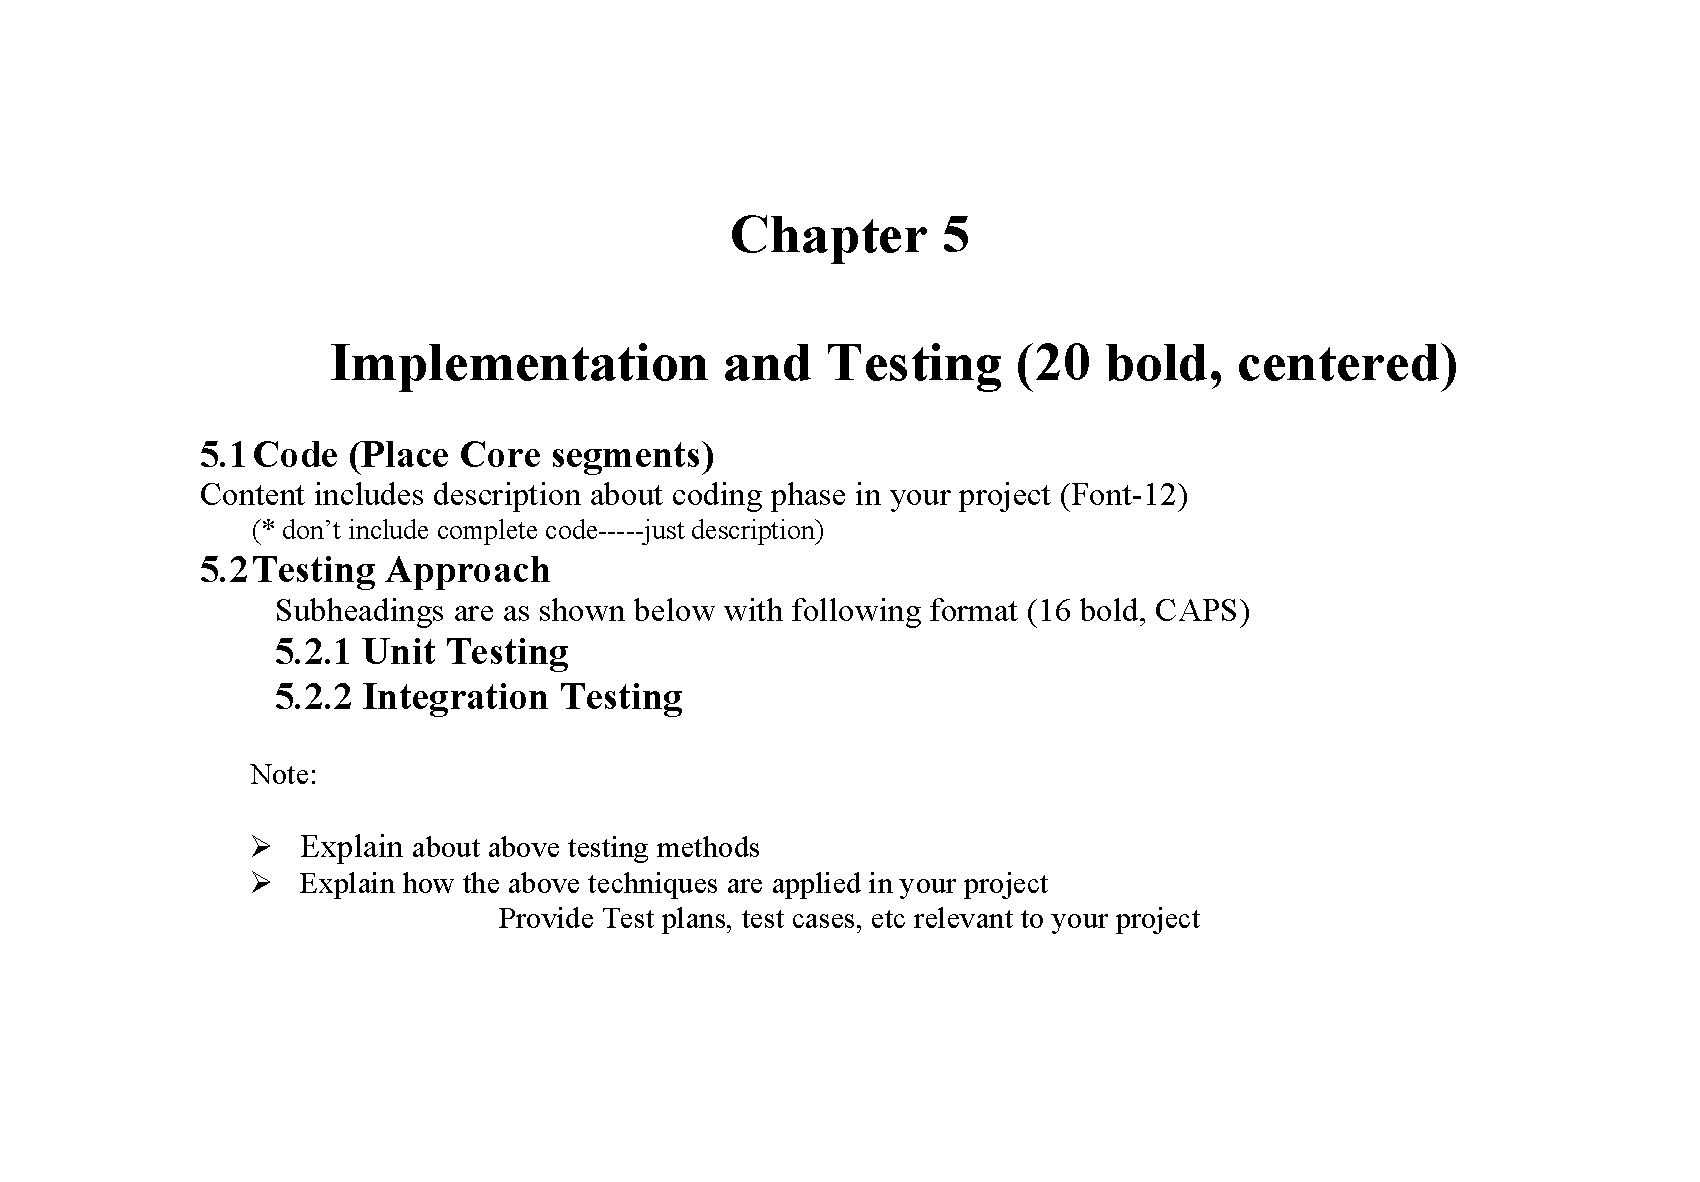 Chapter 5
Implementation and Testing (20 bold, centered)
5.1 Code (Place Core segments)
Content includes description about coding phase in your project (Font-12)
(* don’t include complete code-----just description)
5.2 Testing Approach
Subheadings are as shown below with following format (16 bold, CAPS)
5.2.1 Unit Testing
5.2.2 Integration Testing
Note:
➢ Explain about above testing methods
➢ Explain how the above techniques are applied in your project
Provide Test plans, test cases, etc relevant to your project